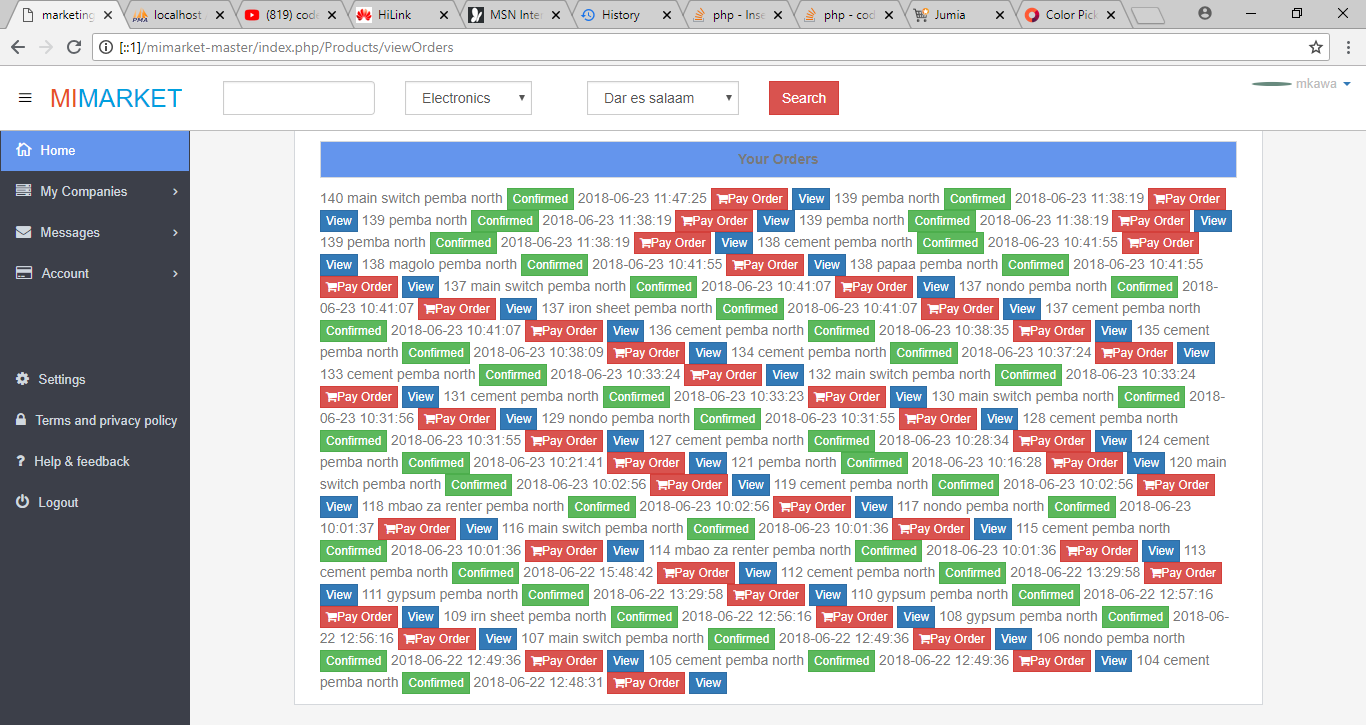 marketing
localhost
(819) code
HiLink
MSN Inter
History
php - Inse
php - cod
Jumia
Color Pick
[::1]/mimarket-master/index.php/Products/viewOrders
MIMARKET
Electronics
Dar es salaam
Search
mkawa
Home
My Companies
Messages
Account
Settings
Terms and privacy policy
Help & feedback
Logout
Your Orders
140 main switch pemba north Confirmed 2018-06-23 11:47:25 Pay Order View 139 pemba north Confirmed 2018-06-23 11:38:19 Pay Order
View 139 pemba north Confirmed 2018-06-23 11:38:19 Pay Order View 139 pemba north Confirmed 2018-06-23 11:38:19 Pay Order View
139 pemba north Confirmed 2018-06-23 11:38:19 Pay Order View 138 cement pemba north Confirmed 2018-06-23 10:41:55 Pay Order
View 138 magolo pemba north Confirmed 2018-06-23 10:41:55 Pay Order View 138 papaa pemba north Confirmed 2018-06-23 10:41:55
Pay Order View 137 main switch pemba north Confirmed 2018-06-23 10:41:07 Pay Order View 137 nondo pemba north Confirmed 2018-
06-23 10:41:07 Pay Order View 137 iron sheet pemba north Confirmed 2018-06-23 10:41:07 Pay Order View 137 cement pemba north
Confirmed 2018-06-23 10:41:07 Pay Order View 136 cement pemba north Confirmed 2018-06-23 10:38:35 Pay Order View 135 cement
pemba north Confirmed 2018-06-23 10:38:09 Pay Order View 134 cement pemba north Confirmed 2018-06-23 10:37:24 Pay Order View
133 cement pemba north Confirmed 2018-06-23 10:33:24 Pay Order View 132 main switch pemba north Confirmed 2018-06-23 10:33:24
Pay Order View 131 cement pemba north Confirmed 2018-06-23 10:33:23 Pay Order View 130 main switch pemba north Confirmed 2018-
06-23 10:31:56 Pay Order View 129 nondo pemba north Confirmed 2018-06-23 10:31:55 Pay Order View 128 cement pemba north
Confirmed 2018-06-23 10:31:55 Pay Order View 127 cement pemba north Confirmed 2018-06-23 10:28:34 Pay Order View 124 cement
pemba north Confirmed 2018-06-23 10:21:41 Pay Order View 121 pemba north Confirmed 2018-06-23 10:16:28 Pay Order View 120 main
switch pemba north Confirmed 2018-06-23 10:02:56 Pay Order View 119 cement pemba north Confirmed 2018-06-23 10:02:56 Pay Order
View 118 mbao za renter pemba north Confirmed 2018-06-23 10:02:56 Pay Order View 117 nondo pemba north Confirmed 2018-06-23
10:01:37 Pay Order View 116 main switch pemba north Confirmed 2018-06-23 10:01:36 Pay Order View 115 cement pemba north
Confirmed 2018-06-23 10:01:36 Pay Order View 114 mbao za renter pemba north Confirmed 2018-06-23 10:01:36 Pay Order View 113
cement pemba north Confirmed 2018-06-22 15:48:42 Pay Order View 112 cement pemba north Confirmed 2018-06-22 13:29:58 Pay Order
View 111 gypsum pemba north Confirmed 2018-06-22 13:29:58 Pay Order View 110 gypsum pemba north Confirmed 2018-06-22 12:57:16
Pay Order View 109 irn sheet pemba north Confirmed 2018-06-22 12:56:16 Pay Order View 108 gypsum pemba north Confirmed 2018-06-
22 12:56:16 Pay Order View 107 main switch pemba north Confirmed 2018-06-22 12:49:36 Pay Order View 106 nondo pemba north
Confirmed 2018-06-22 12:49:36 Pay Order View 105 cement pemba north Confirmed 2018-06-22 12:49:36 Pay Order View 104 cement
pemba north Confirmed 2018-06-22 12:48:31 Pay Order View